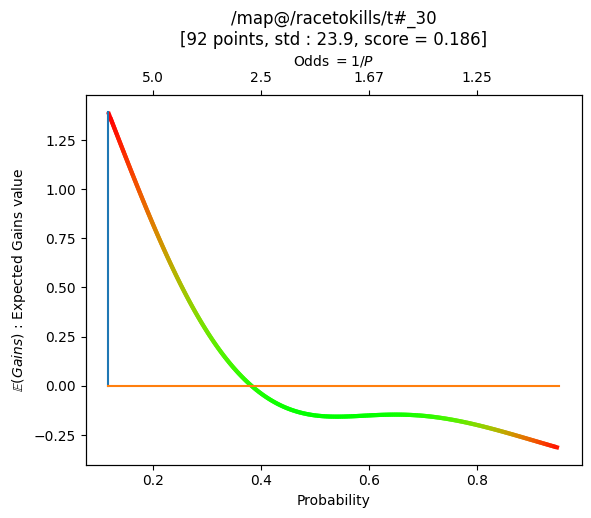 /map@/racetokills/t#_30
[92 points, std : 23.9, score = 0.186]
Odds = 1/P
5.0 2.5 1.67 1.25
1.25
1.00
0.75
0.50
0.25
0.00
−0.25
𝔼(Gains) : Expected Gains value
0.2 0.4 0.6 0.8
Probability